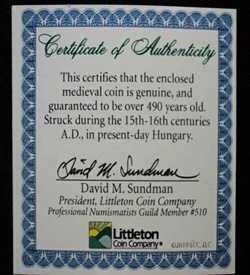 Certificate of Authenticity
This certifies that the enclosed
medieval coin is genuine, and
guaranteed to be over 490 years old.
Struck during the 15th-16th centuries
A.D., in present-day Hungary.
David M. Sundman
David M. Sundman
President, Littleton Coin Company
Professional Numismatists Guild Member #510
Littleton
Coin Company®